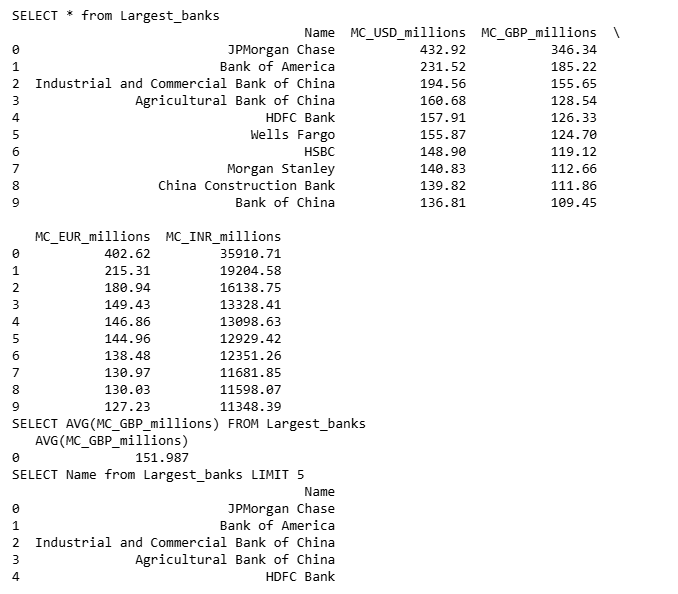 SELECT * from Largest_banks
Name MC_USD_millions MC_GBP_millions \
0 JPMorgan Chase 432.92 346.34
1 Bank of America 231.52 185.22
2 Industrial and Commercial Bank of China 194.56 155.65
3 Agricultural Bank of China 160.68 128.54
4 HDFC Bank 157.91 126.33
5 Wells Fargo 155.87 124.70
6 HSBC 148.90 119.12
7 Morgan Stanley 140.83 112.66
8 China Construction Bank 139.82 111.86
9 Bank of China 136.81 109.45
MC_EUR_millions MC_INR_millions
0 402.62 35910.71
1 215.31 19204.58
2 180.94 16138.75
3 149.43 13328.41
4 146.86 13098.63
5 144.96 12929.42
6 138.48 12351.26
7 130.97 11681.85
8 130.03 11598.07
9 127.23 11348.39
SELECT AVG(MC_GBP_millions) FROM Largest_banks
AVG(MC_GBP_millions)
0 151.987
SELECT Name from Largest_banks LIMIT 5
Name
0 JPMorgan Chase
1 Bank of America
2 Industrial and Commercial Bank of China
3 Agricultural Bank of China
4 HDFC Bank